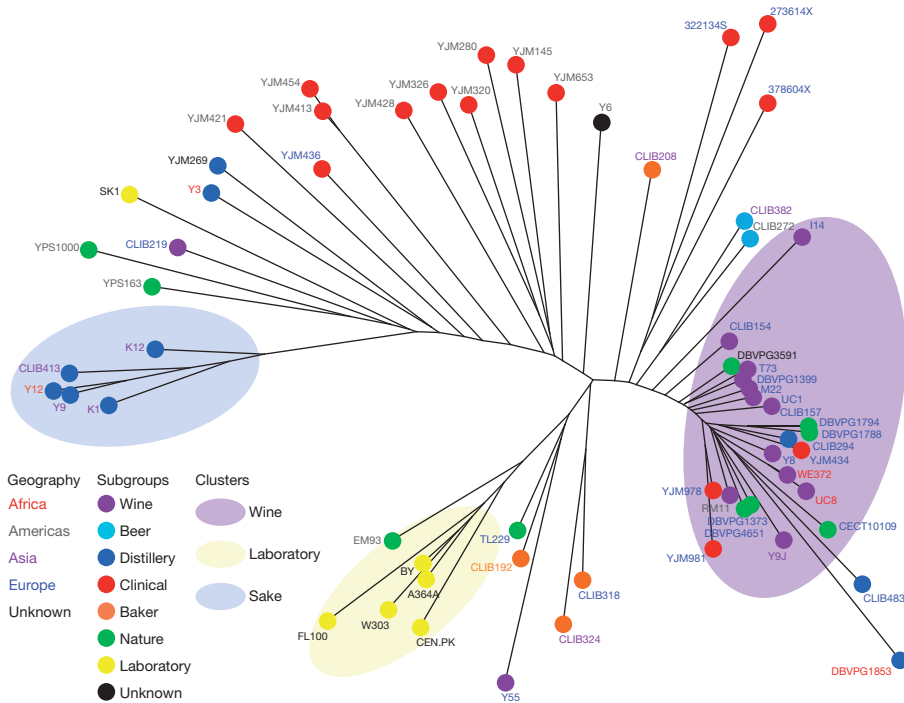 273614X
322134S
YJM280
YJM145
YJM454
YJM326
YJM653
378604X
YJM320
YJM413
YJM428
Y6
YJM421
YJM269
YJM436
CLIB208
Y3
SK1
CLIB382
CLIB272
I14
YPS1000
CLIB219
YPS163
CLIB154
K12
DBVPG3591
T73
CLIB413
DBVPG1399
Y12
M22
UC1
Y9
K1
CLIB157
DBVPG1794
DBVPG1788
CLIB294
Y8
YJM434
WE372
YJM978
RM11
UC8
DBVPG1373
DBVPG4651
CECT10109
YJM981
Y9J
CLIB483
DBVPG1853
EM93
TL229
BY
CLIB192
A364A
CLIB318
W303
FL100
CEN.PK
CLIB324
Y55
Geography
Africa
Americas
Asia
Europe
Unknown
Subgroups
Wine
Beer
Distillery
Clinical
Baker
Nature
Laboratory
Unknown
Clusters
Wine
Laboratory
Sake